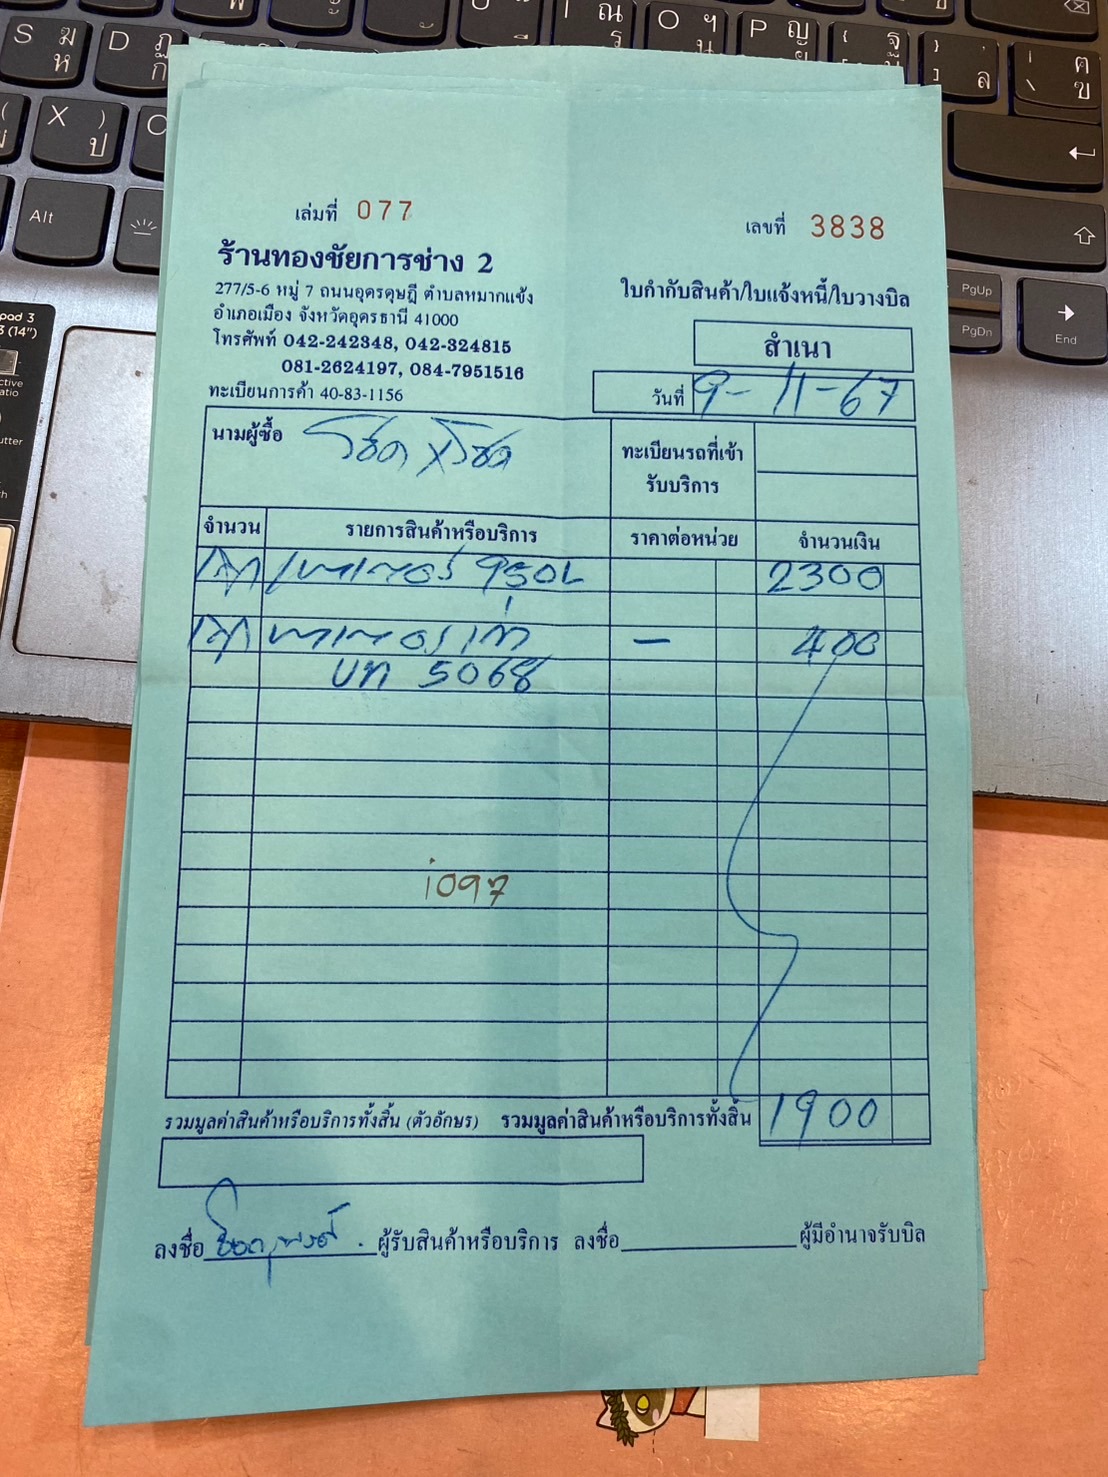 เล่มที่ 077
เลขที่ 3838
ร้านทองชัยการช่าง 2
277/5-6 หมู่ 7 ถนนอุดรดุษฎี ตำบลหมากแข้ง
อำเภอเมือง จังหวัดอุดรธานี 41000
โทรศัพท์ 042-242348, 042-324815
081-2624197, 084-7951516
ทะเบียนการค้า 40-83-1156
ใบกำกับสินค้า/ใบแจ้งหนี้/ใบวางบิล
สำเนา
วันที่ 9-11-67
นามผู้ซื้อ
ทะเบียนรถที่เข้า
รับบริการ
จำนวน รายการสินค้าหรือบริการ ราคาต่อหน่วย จำนวนเงิน
950L 2300
- 400
บท 5068
1097
รวมมูลค่าสินค้าหรือบริการทั้งสิ้น (ตัวอักษร) รวมมูลค่าสินค้าหรือบริการทั้งสิ้น 1900
ลงชื่อ ผู้รับสินค้าหรือบริการ ลงชื่อ ผู้มีอำนาจรับบิล
S ฆ ห
D ฏ ก
X ) ป
Alt
PgUp
PgDn
End